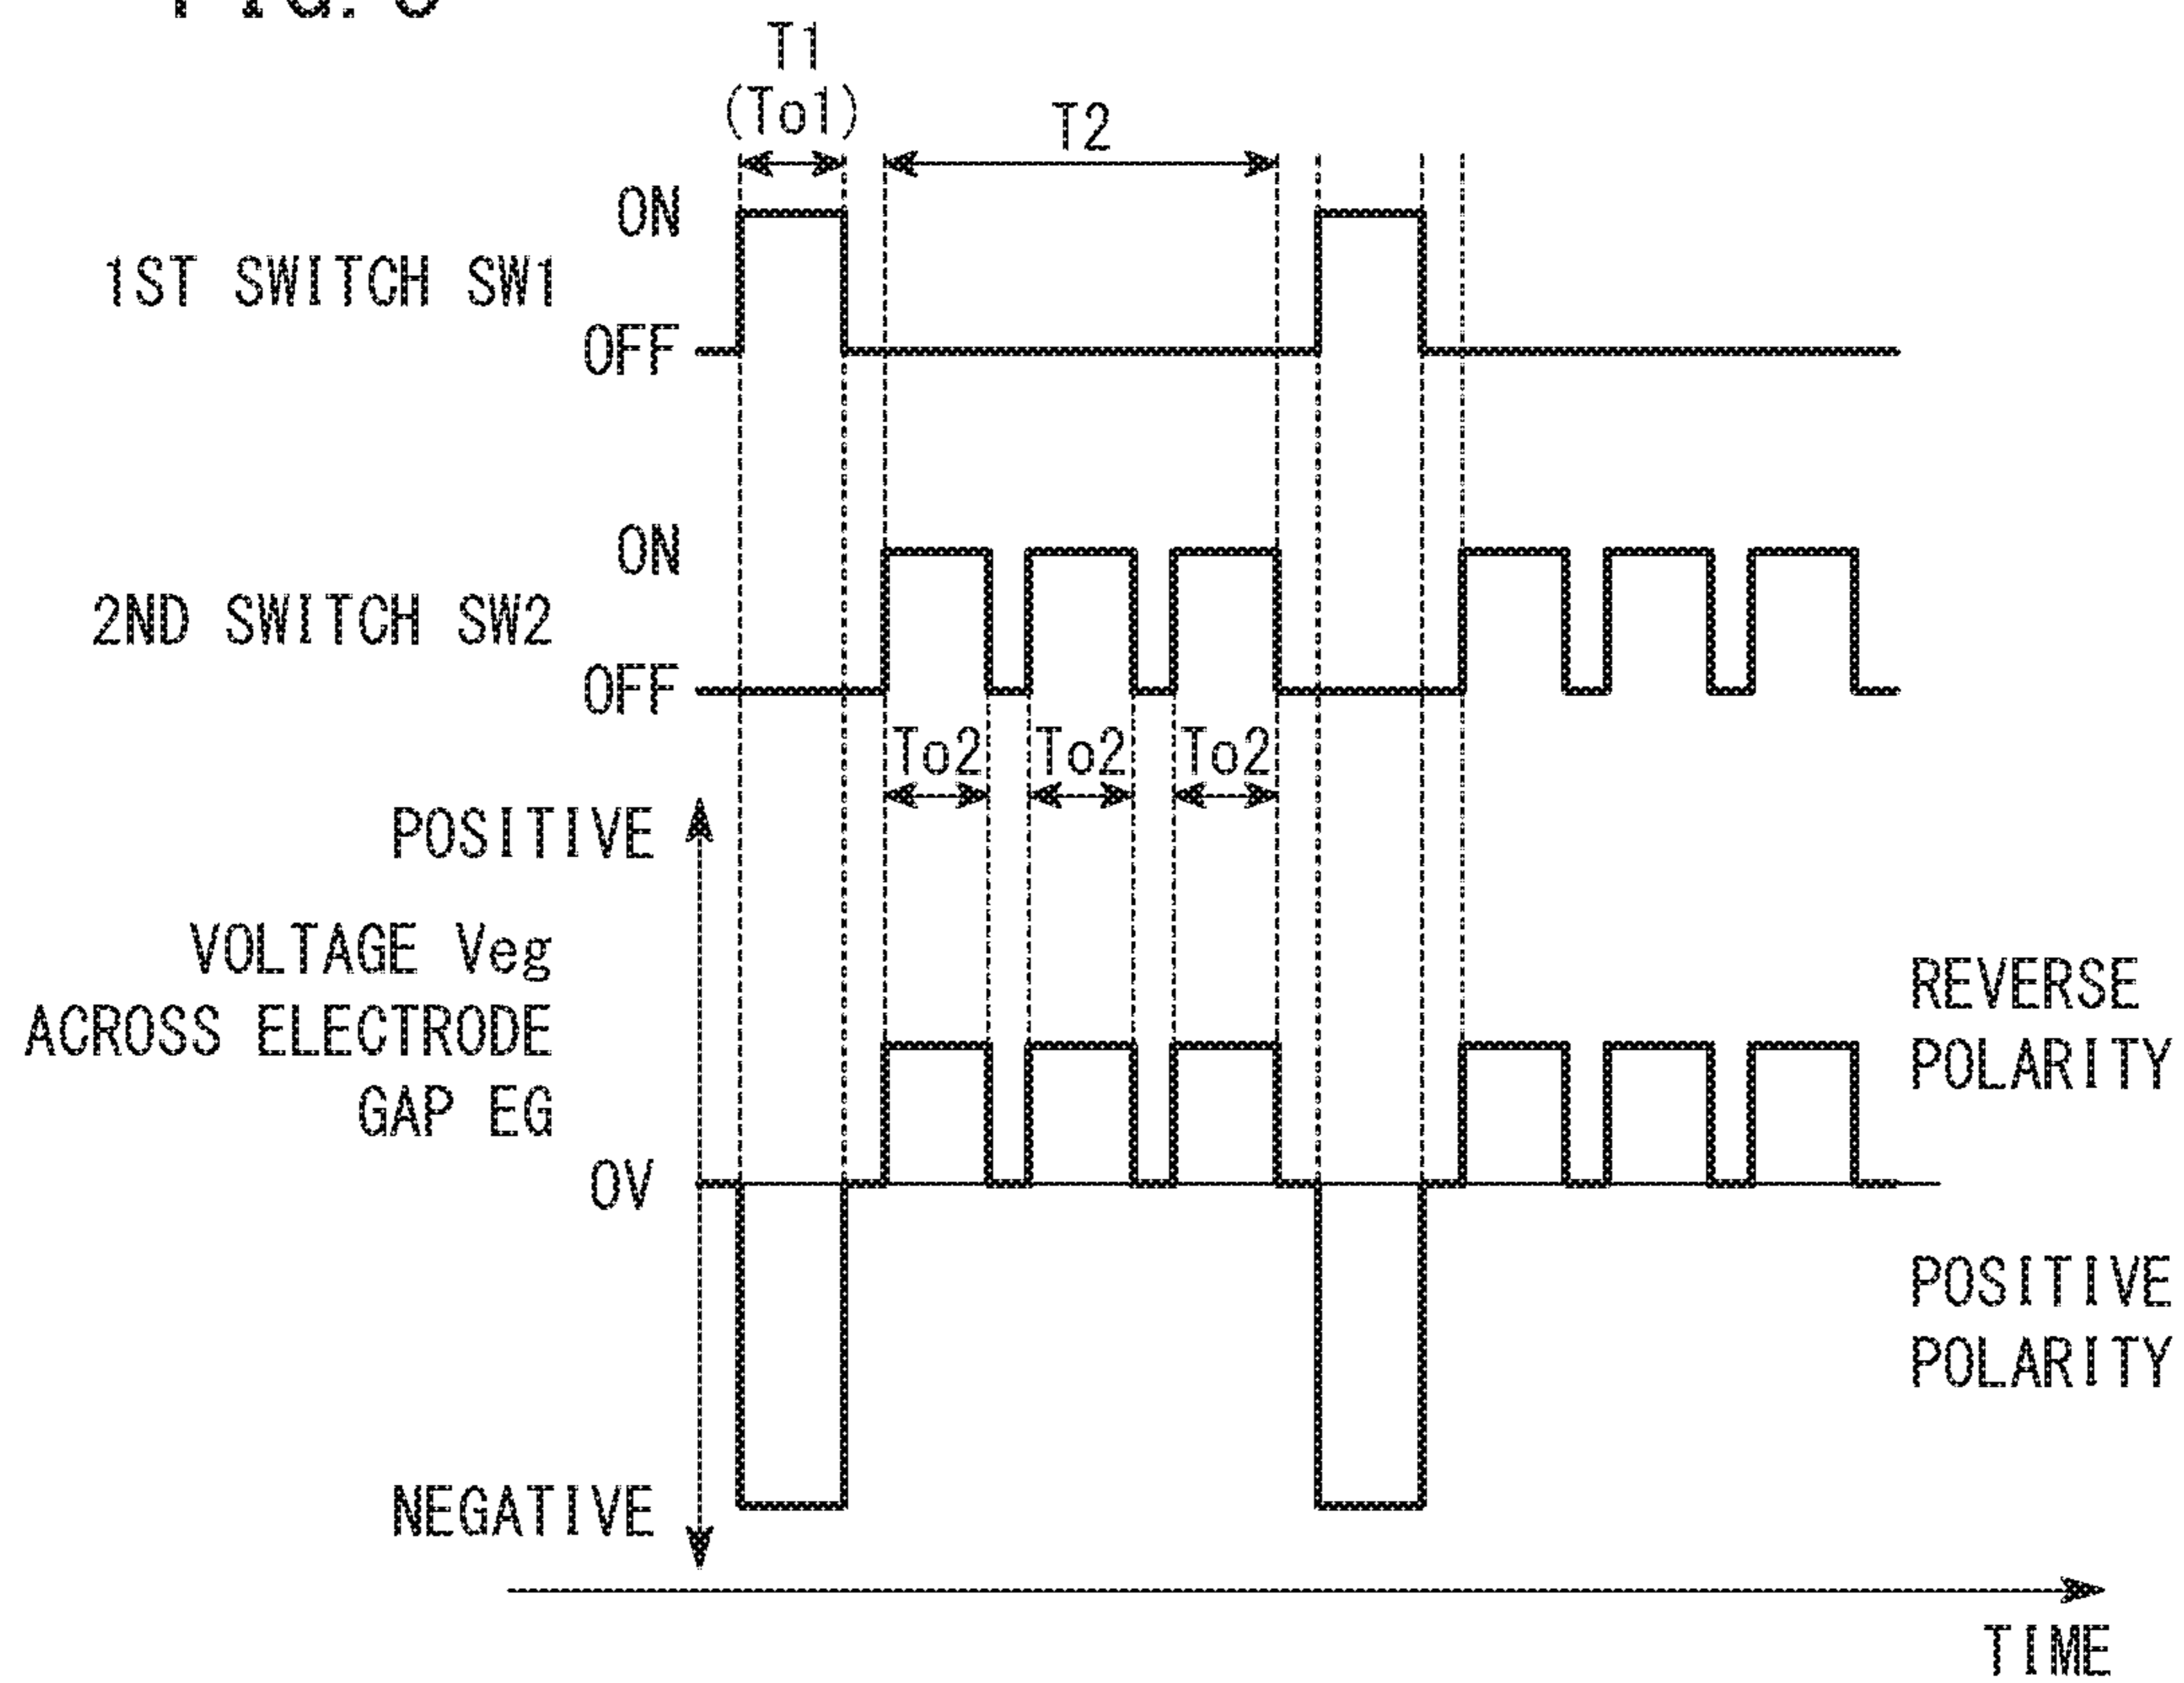 T1
(To1)
T2
ON
1ST SWITCH SW1
OFF
ON
2ND SWITCH SW2
OFF
To2 To2 To2
POSITIVE
VOLTAGE Veg
ACROSS ELECTRODE
GAP EG
REVERSE
POLARITY
0V
POSITIVE
POLARITY
NEGATIVE
TIME